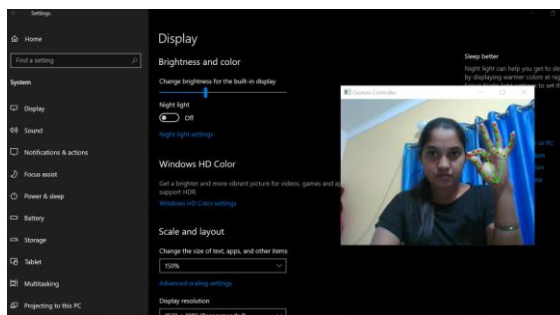 Settings
Home
Find a setting
System
Display
Sound
Notifications & actions
Focus assist
Power & sleep
Battery
Storage
Tablet
Multitasking
Projecting to this PC
Display
Brightness and color
Change brightness for the built-in display
Night light
Off
Night light settings
Windows HD Color
Get a brighter and more vibrant picture for videos, games and
support HDR.
Windows HD Color settings
Scale and layout
Change the size of text, apps, and other items
150%
Advanced scaling settings
Display resolution
Sleep better
Night light can help you get to
by displaying warmer colors at
Gesture Controller